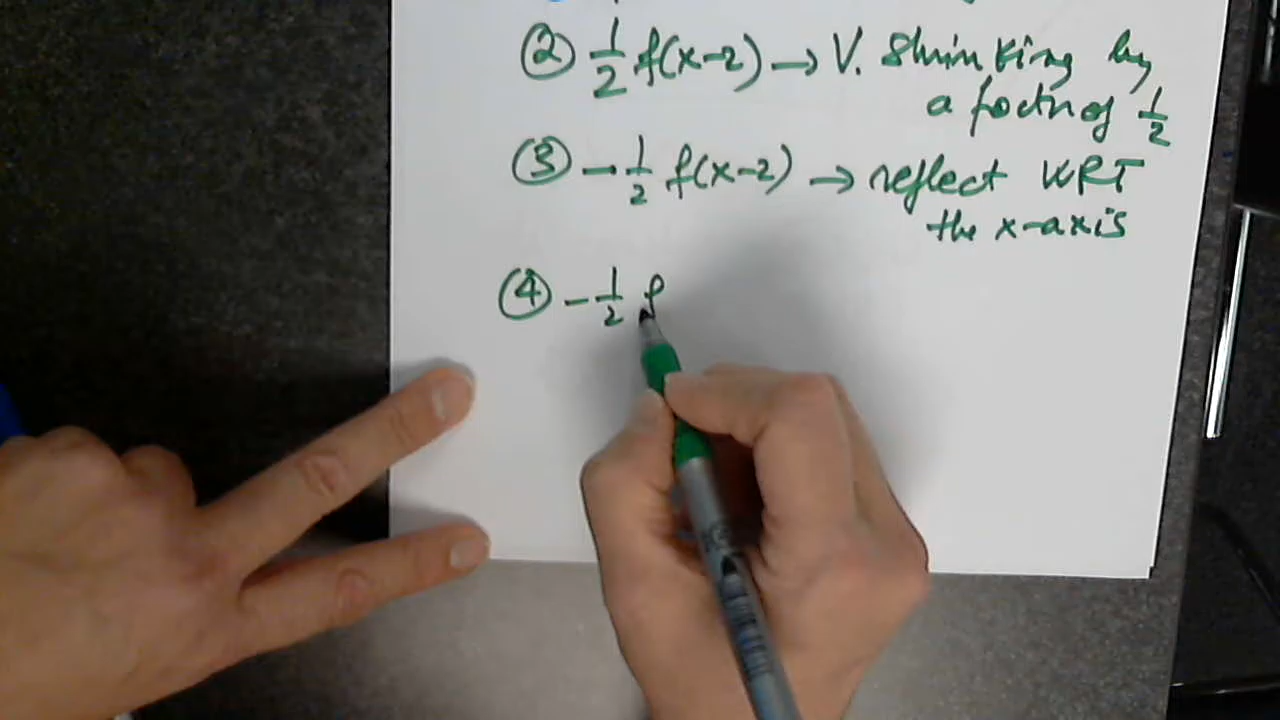 ② 1/2 f(x-2) → V. Shrinking by
a factor of 1/2
③ - 1/2 f(x-2) → reflect WRT
the x-axis
④ - 1/2 f